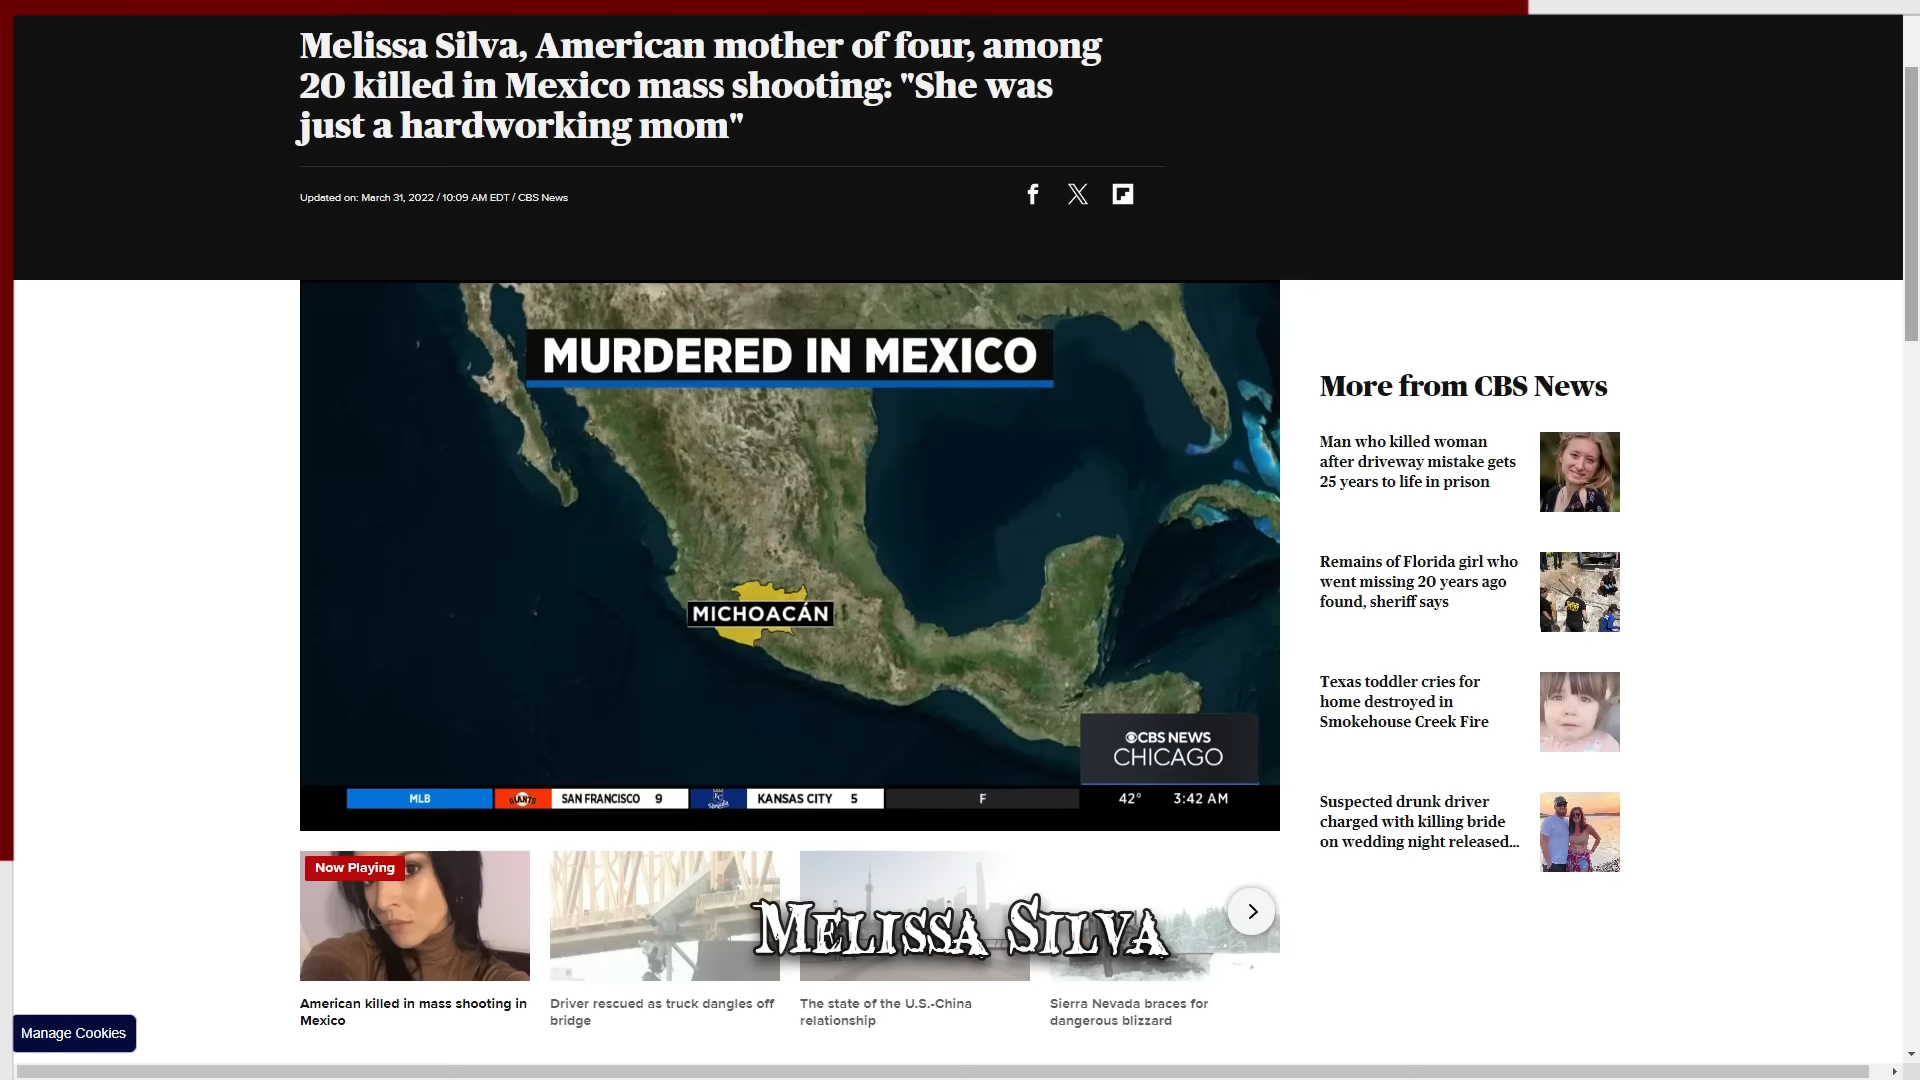 Melissa Silva, American mother of four, among
20 killed in Mexico mass shooting: "She was
just a hardworking mom"
Updated on: March 31, 2022 / 10:09 AM EDT / CBS News
MURDERED IN MEXICO
MICHOACÁN
CBS NEWS
CHICAGO
MLB
GIANTS
SAN FRANCISCO 9
KANSAS CITY 5
F
42° 3:42 AM
More from CBS News
Man who killed woman
after driveway mistake gets
25 years to life in prison
Remains of Florida girl who
went missing 20 years ago
found, sheriff says
Texas toddler cries for
home destroyed in
Smokehouse Creek Fire
Suspected drunk driver
charged with killing bride
on wedding night released...
Now Playing
Melissa Silva
American killed in mass shooting in
Mexico
Driver rescued as truck dangles off
bridge
The state of the U.S.-China
relationship
Sierra Nevada braces for
dangerous blizzard
Manage Cookies